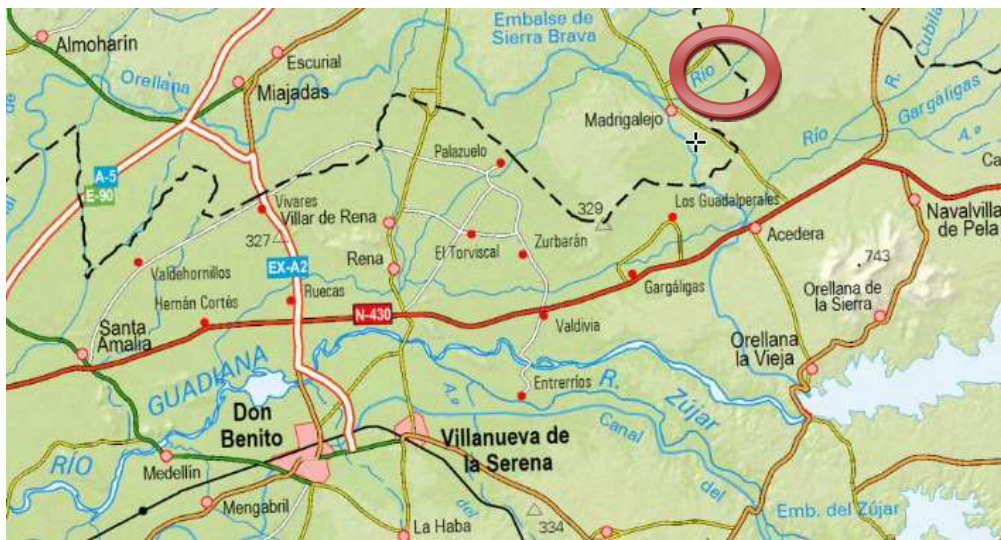 Almoharín
Escurial
Orellana
Miajadas
Embalse de
Sierra Brava
Río
Madrigalejo
R.
Cubila
Gargáligas
Río
A.º
Ca
A-5
E-90
Palazuelo
Vivares
Villar de Rena
327
329
Los Guadalperales
Navalvilla
de Pela
Acedera
El Torviscal
Zurbarán
Valdehornillos
EX-A2
Rena
743
Gargáligas
Orellana de
la Sierra
Hernán Cortés
Ruecas
N-430
Valdivia
Santa
Amalia
Orellana
la Vieja
GUADIANA
Entrerríos
R.
Zújar
A.º
Don
Benito
Villanueva de
la Serena
Canal
del
RÍO
Medellín
Mengabril
del
La Haba
334
Emb. del Zújar
de
al